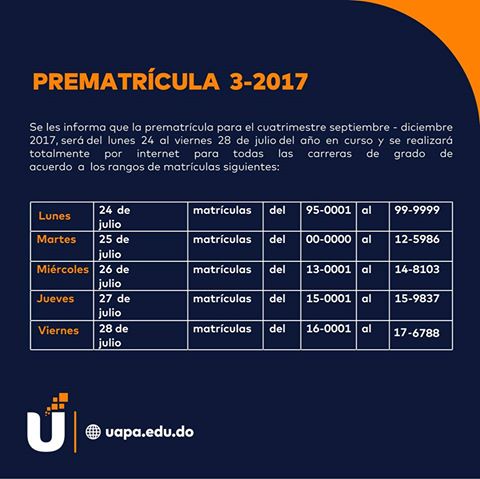 PREMATRÍCULA 3-2017
Se les informa que la prematrícula para el cuatrimestre septiembre - diciembre
2017, será del lunes 24 al viernes 28 de julio del año en curso y se realizará
totalmente por internet para todas las carreras de grado de
acuerdo a los rangos de matrículas siguientes:
Lunes 24 de julio matrículas del 95-0001 al 99-9999
Martes 25 de julio matrículas del 00-0000 al 12-5986
Miércoles 26 de julio matrículas del 13-0001 al 14-8103
Jueves 27 de julio matrículas del 15-0001 al 15-9837
Viernes 28 de julio matrículas del 16-0001 al 17-6788
U
uapa.edu.do